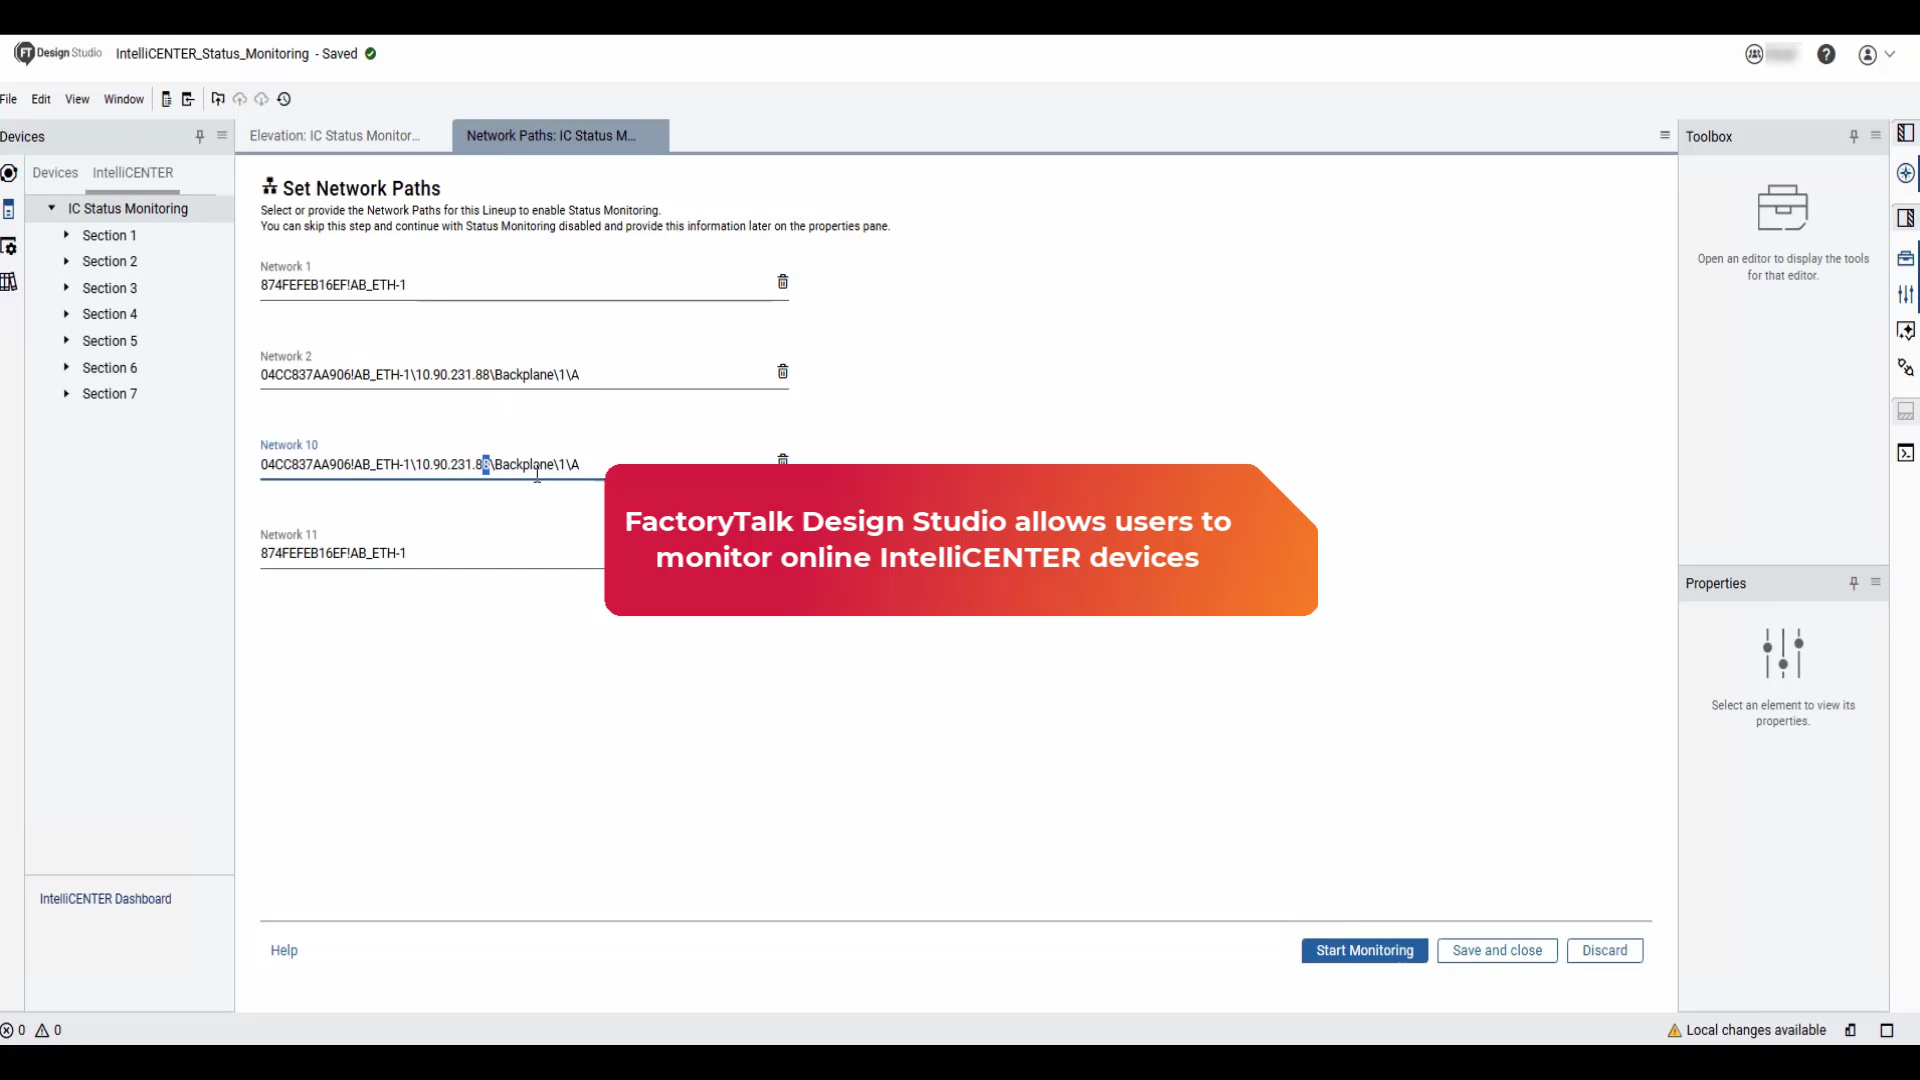 FT Design Studio IntelliCENTER_Status_Monitoring - Saved
File Edit View Window
Devices
Elevation: IC Status Monitor...
Network Paths: IC Status M...
Toolbox
Devices IntelliCENTER
IC Status Monitoring
Section 1
Section 2
Section 3
Section 4
Section 5
Section 6
Section 7
IntelliCENTER Dashboard
Set Network Paths
Select or provide the Network Paths for this Lineup to enable Status Monitoring.
You can skip this step and continue with Status Monitoring disabled and provide this information later on the properties pane.
Network 1
874FEFEB16EF!AB_ETH-1
Network 2
04CC837AA906!AB_ETH-1\10.90.231.88\Backplane\1\A
Network 10
04CC837AA906!AB_ETH-1\10.90.231.88\Backplane\1\A
Network 11
874FEFEB16EF!AB_ETH-1
FactoryTalk Design Studio allows users to
monitor online IntelliCENTER devices
Open an editor to display the tools
for that editor.
Properties
Select an element to view its
properties.
Help
Start Monitoring
Save and close
Discard
0 0
Local changes available